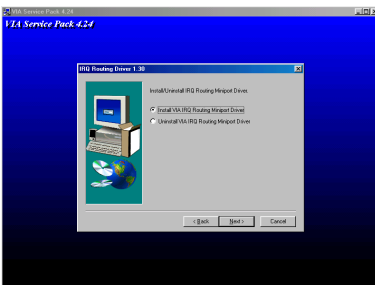 VIA Service Pack 4.24
VIA Service Pack 4.24
IRQ Routing Driver 1.30
Install/Uninstall IRQ Routing Miniport Driver.
Install VIA IRQ Routing Miniport Driver
Uninstall VIA IRQ Routing Miniport Driver
< Back
Next >
Cancel